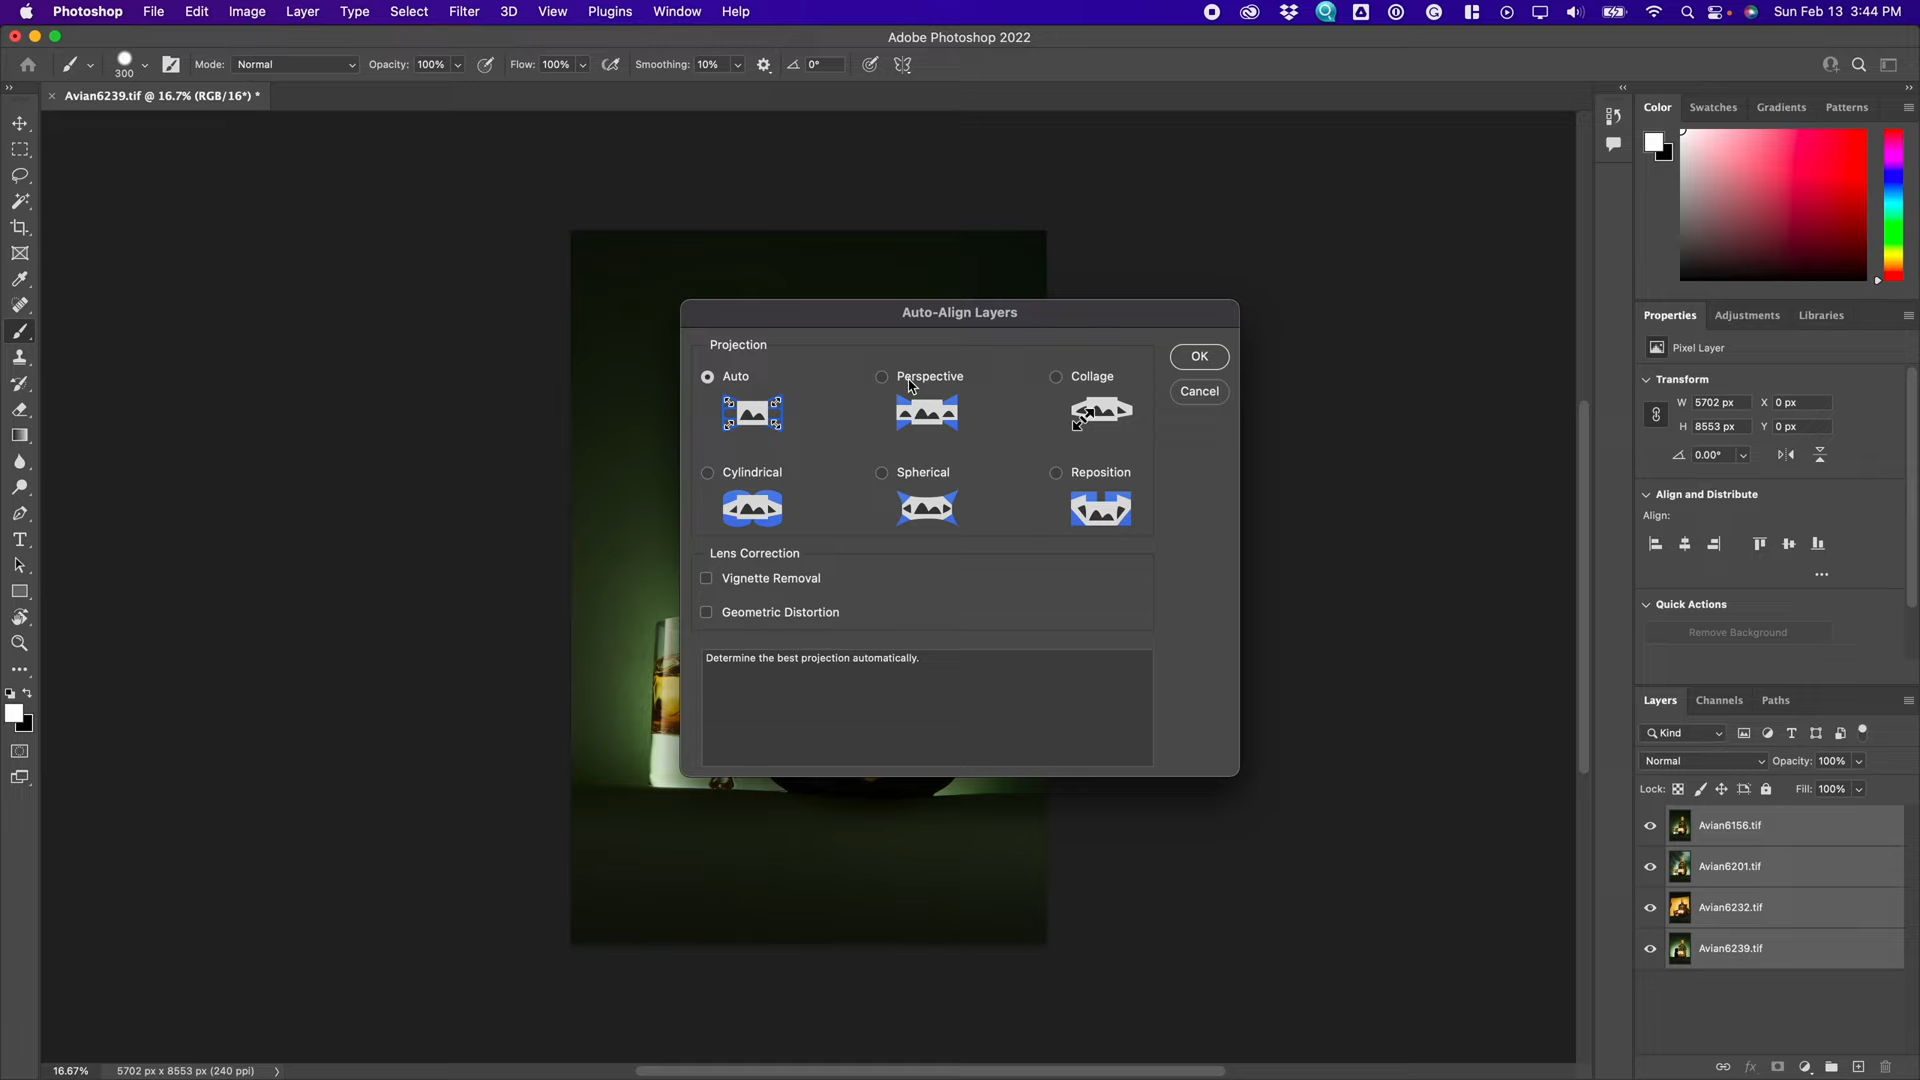 Photoshop File Edit Image Layer Type Select Filter 3D View Plugins Window Help Sun Feb 13 3:44 PM
Adobe Photoshop 2022
300 Mode: Normal Opacity: 100% Flow: 100% Smoothing: 10% 0°
Avian6239.tif @ 16.7% (RGB/16*) *
Color Swatches Gradients Patterns
Auto-Align Layers
Projection
OK
Auto Perspective Collage
Cancel
Cylindrical Spherical Reposition
Lens Correction
Vignette Removal
Geometric Distortion
Determine the best projection automatically.
Properties Adjustments Libraries
Pixel Layer
Transform
W 5702 px X 0 px
H 8553 px Y 0 px
0.00°
Align and Distribute
Align:
Quick Actions
Remove Background
Layers Channels Paths
Kind
Normal Opacity: 100%
Lock: Fill: 100%
Avian6156.tif
Avian6201.tif
Avian6232.tif
Avian6239.tif
fx
16.67% 5702 px x 8553 px (240 ppi)